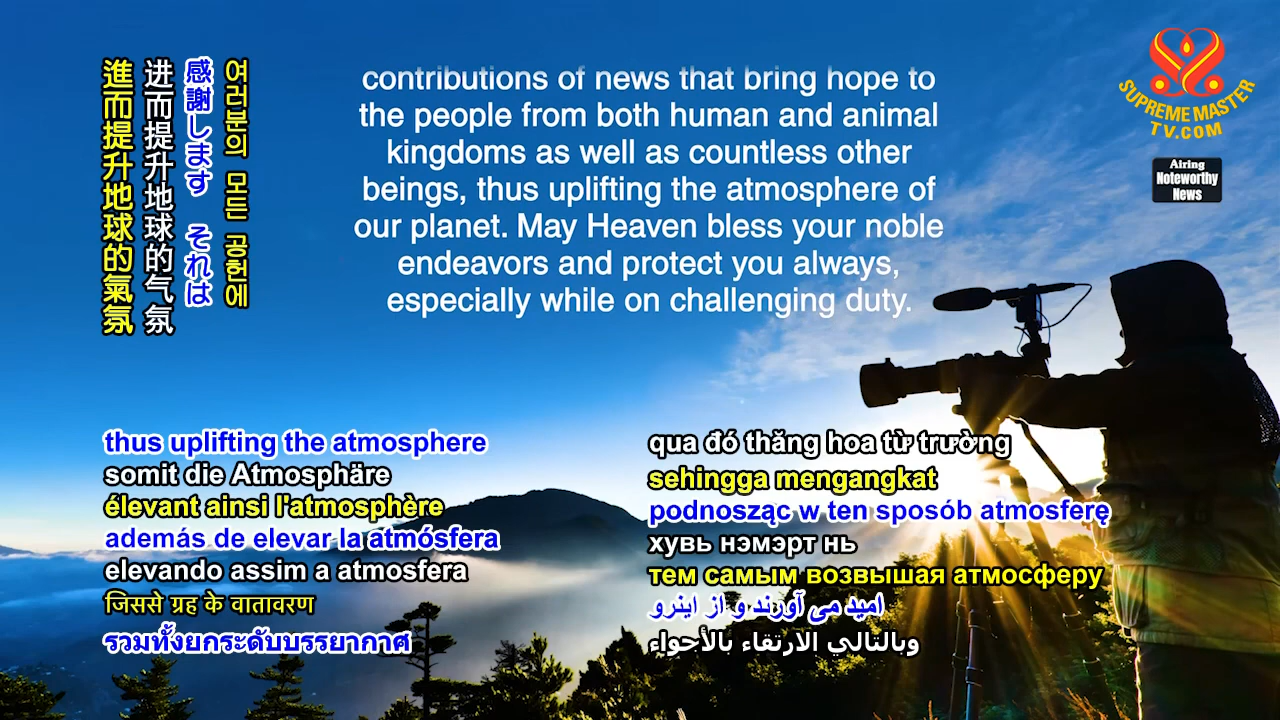 進而提升地球的氣氛
进而提升地球的气氛
感謝します それは
여러분의 모든 공헌에
contributions of news that bring hope to
the people from both human and animal
kingdoms as well as countless other
beings, thus uplifting the atmosphere of
our planet. May Heaven bless your noble
endeavors and protect you always,
especially while on challenging duty.
SUPREME MASTER
TV.COM
Airing
Noteworthy
News
thus uplifting the atmosphere
somit die Atmosphäre
élevant ainsi l'atmosphère
además de elevar la atmósfera
elevando assim a atmosfera
जिससे ग्रह के वातावरण
รวมทั้งยกระดับบรรยากาศ
qua đó thăng hoa từ trường
sehingga mengangkat
podnosząc w ten sposób atmosferę
хувь нэмэрт нь
тем самым возвышая атмосферу
امید می آورند و از اینرو
وبالتالي الارتقاء بالأجواء